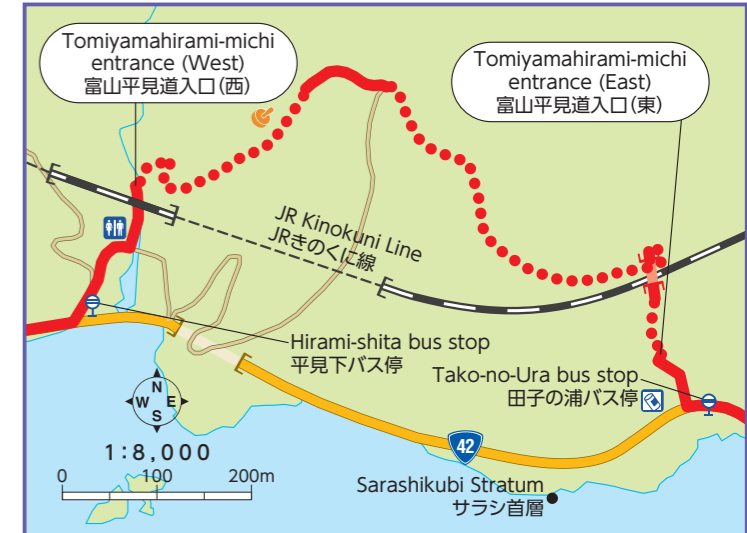 Tomiyamahirami-michi
entrance (West)
富山平見道入口(西)
Tomiyamahirami-michi
entrance (East)
富山平見道入口(東)
JR Kinokuni Line
JRきのくに線
Hirami-shita bus stop
平見下バス停
Tako-no-Ura bus stop
田子の浦バス停
N
W E
S
1:8,000
0 100 200m
42
Sarashikubi Stratum
サラシ首層